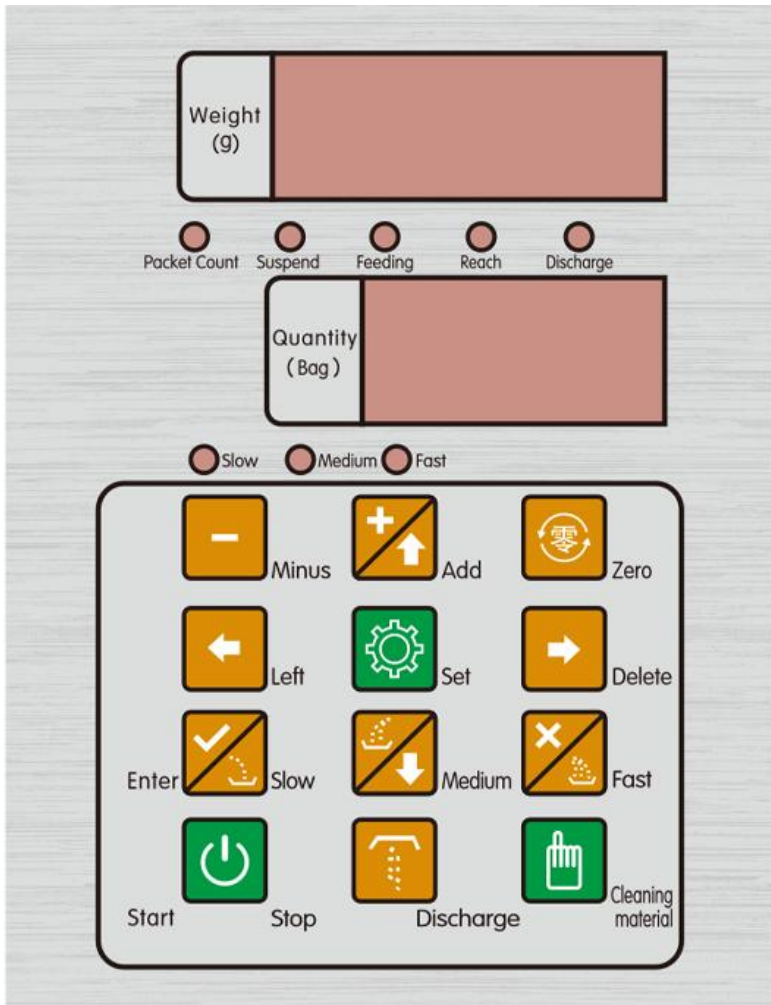 Weight
(g)
Packet Count Suspend Feeding Reach Discharge
Quantity
(Bag)
Slow Medium Fast
Minus Add 零 Zero
Left Set Delete
Enter Slow Medium Fast
Start Stop Discharge Cleaning
material